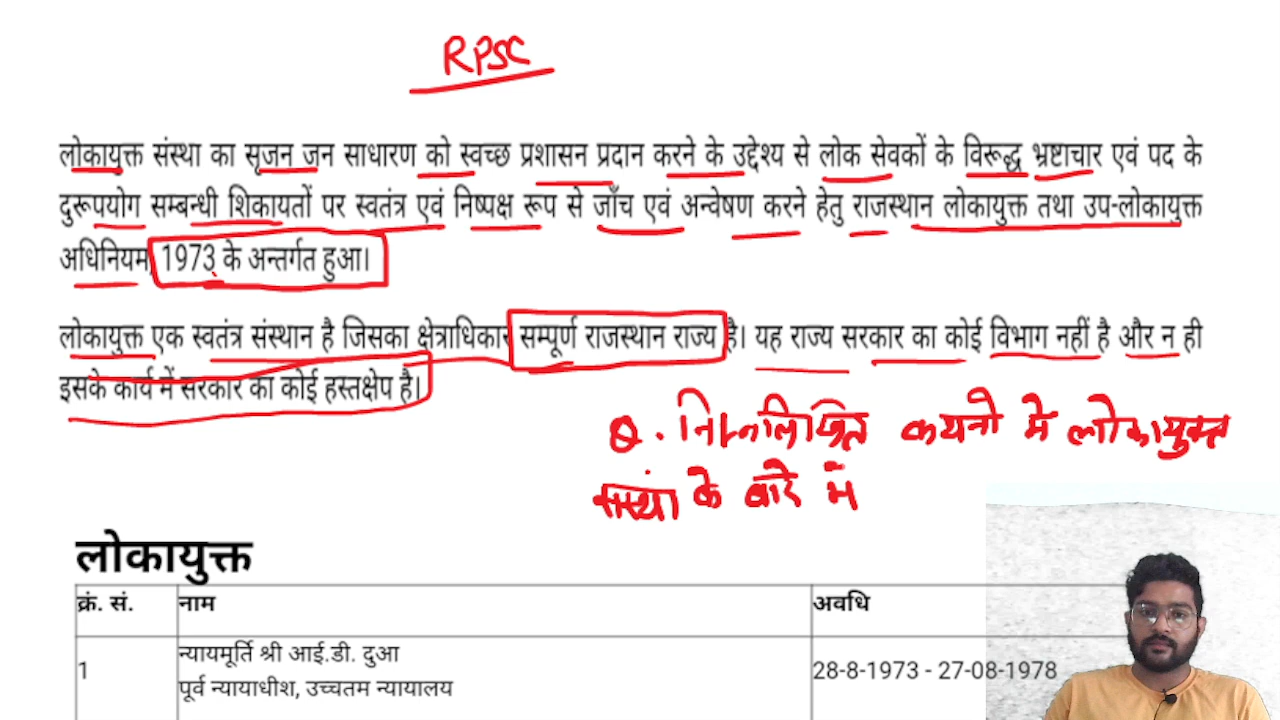 RPSC
लोकायुक्त संस्था का सृजन जन साधारण को स्वच्छ प्रशासन प्रदान करने के उद्देश्य से लोक सेवकों के विरूद्ध भ्रष्टाचार एवं पद के
दुरूपयोग सम्बन्धी शिकायतों पर स्वतंत्र एवं निष्पक्ष रूप से जाँच एवं अन्वेषण करने हेतु राजस्थान लोकायुक्त तथा उप-लोकायुक्त
अधिनियम, 1973 के अन्तर्गत हुआ।
लोकायुक्त एक स्वतंत्र संस्थान है जिसका क्षेत्राधिकार सम्पूर्ण राजस्थान राज्य है। यह राज्य सरकार का कोई विभाग नहीं है और न ही
इसके कार्य में सरकार का कोई हस्तक्षेप है।
Q. निम्नलिखित कथनो में लोकायुक्त
संस्था के बारे में
लोकायुक्त
क्रं. सं. नाम अवधि
न्यायमूर्ति श्री आई.डी. दुआ
1 28-8-1973 - 27-08-1978
पूर्व न्यायाधीश, उच्चतम न्यायालय